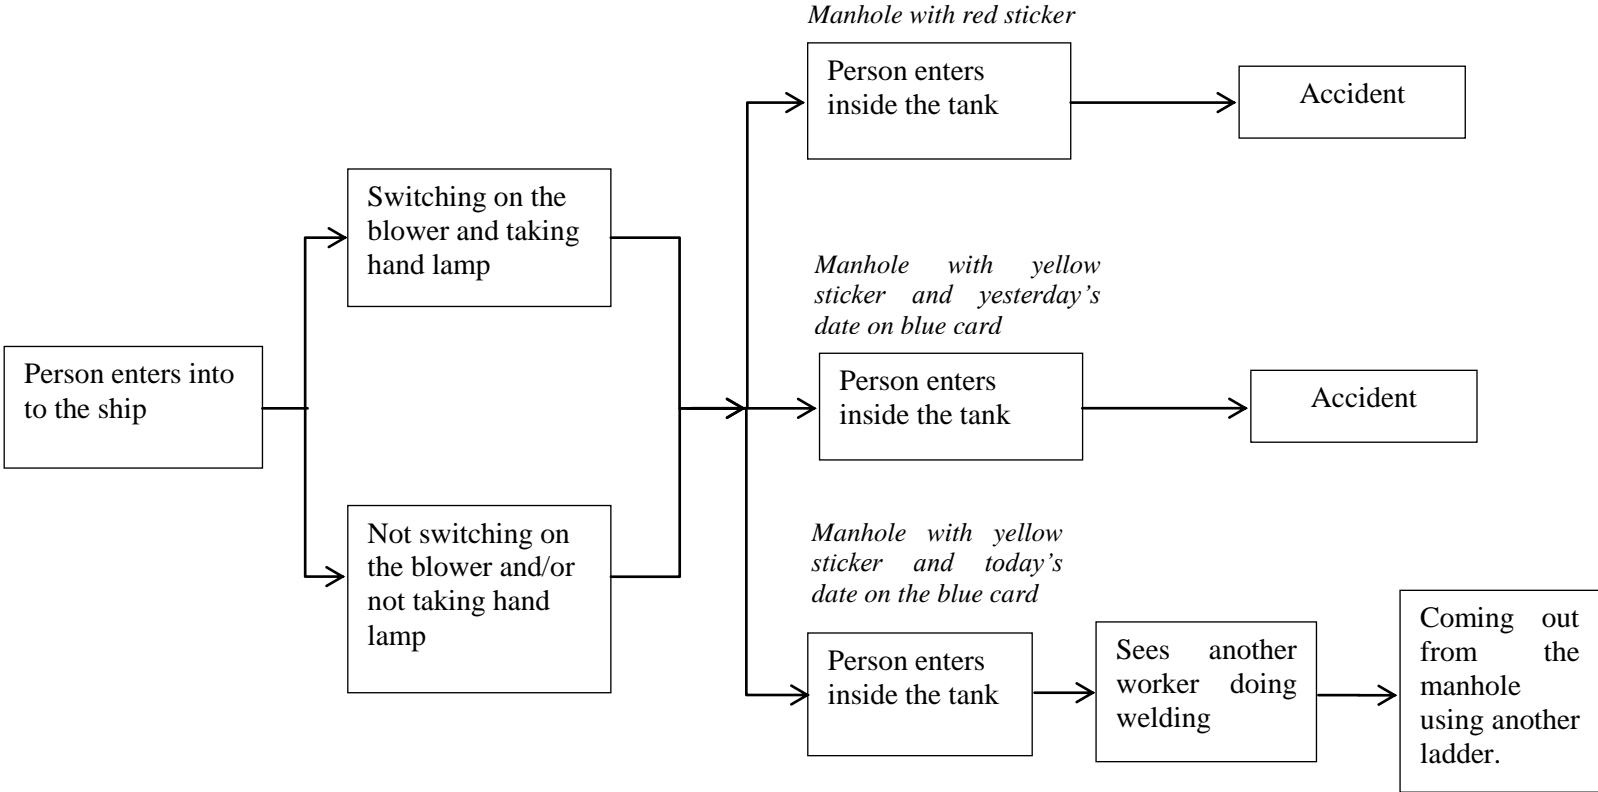 Manhole with red sticker
Person enters
inside the tank
Accident
Switching on the
blower and taking
hand lamp
Manhole with yellow
sticker and yesterday’s
date on blue card
Person enters into
to the ship
Person enters
inside the tank
Accident
Not switching on
the blower and/or
not taking hand
lamp
Manhole with yellow
sticker and today’s
date on the blue card
Person enters
inside the tank
Sees another
worker doing
welding
Coming out
from the
manhole
using another
ladder.